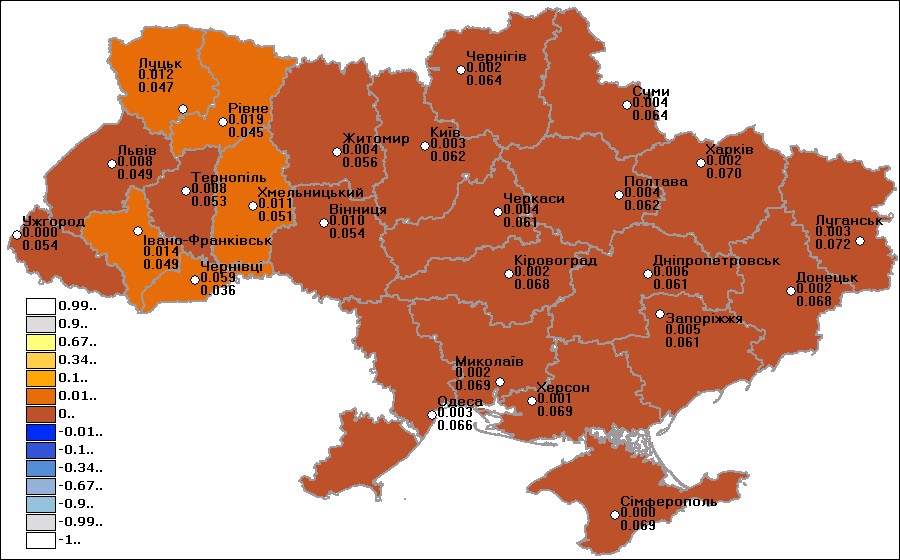 Чернігів
0.002
0.064
Луцьк
0.012
0.047
Суми
0.004
0.064
Рівне
0.019
0.045
Житомир
0.004
0.056
Київ
0.003
0.062
Львів
0.008
0.049
Харків
0.002
0.070
Тернопіль
0.008
0.053
Хмельницький
0.011
0.051
Полтава
0.004
0.062
Вінниця
0.010
0.054
Черкаси
0.004
0.061
Ужгород
0.000
0.054
Луганськ
0.003
0.072
Івано-Франківськ
0.014
0.049
Чернівці
0.059
0.036
Кіровоград
0.002
0.068
Дніпропетровськ
0.006
0.061
Донецьк
0.002
0.068
Запоріжжя
0.005
0.061
Миколаїв
0.002
0.069
Херсон
0.001
0.069
Одеса
0.003
0.066
Сімферополь
0.000
0.069
0.99..
0.9..
0.67..
0.34..
0.1..
0.01..
0..
-0.01..
-0.1..
-0.34..
-0.67..
-0.9..
-0.99..
-1..